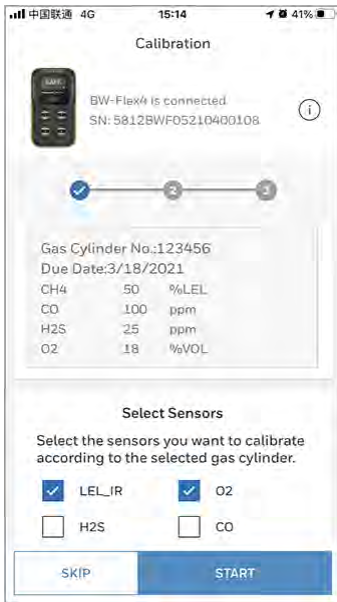 中国联通 4G 15:14 41%
Calibration
SAFE
BW-Flex4 is connected
SN: 5812BWF05210400108
i
2 3
Gas Cylinder No.:123456
Due Date:3/18/2021
CH4 50 %LEL
CO 100 ppm
H2S 25 ppm
O2 18 %VOL
Select Sensors
Select the sensors you want to calibrate
according to the selected gas cylinder.
LEL_IR O2
H2S CO
SKIP START